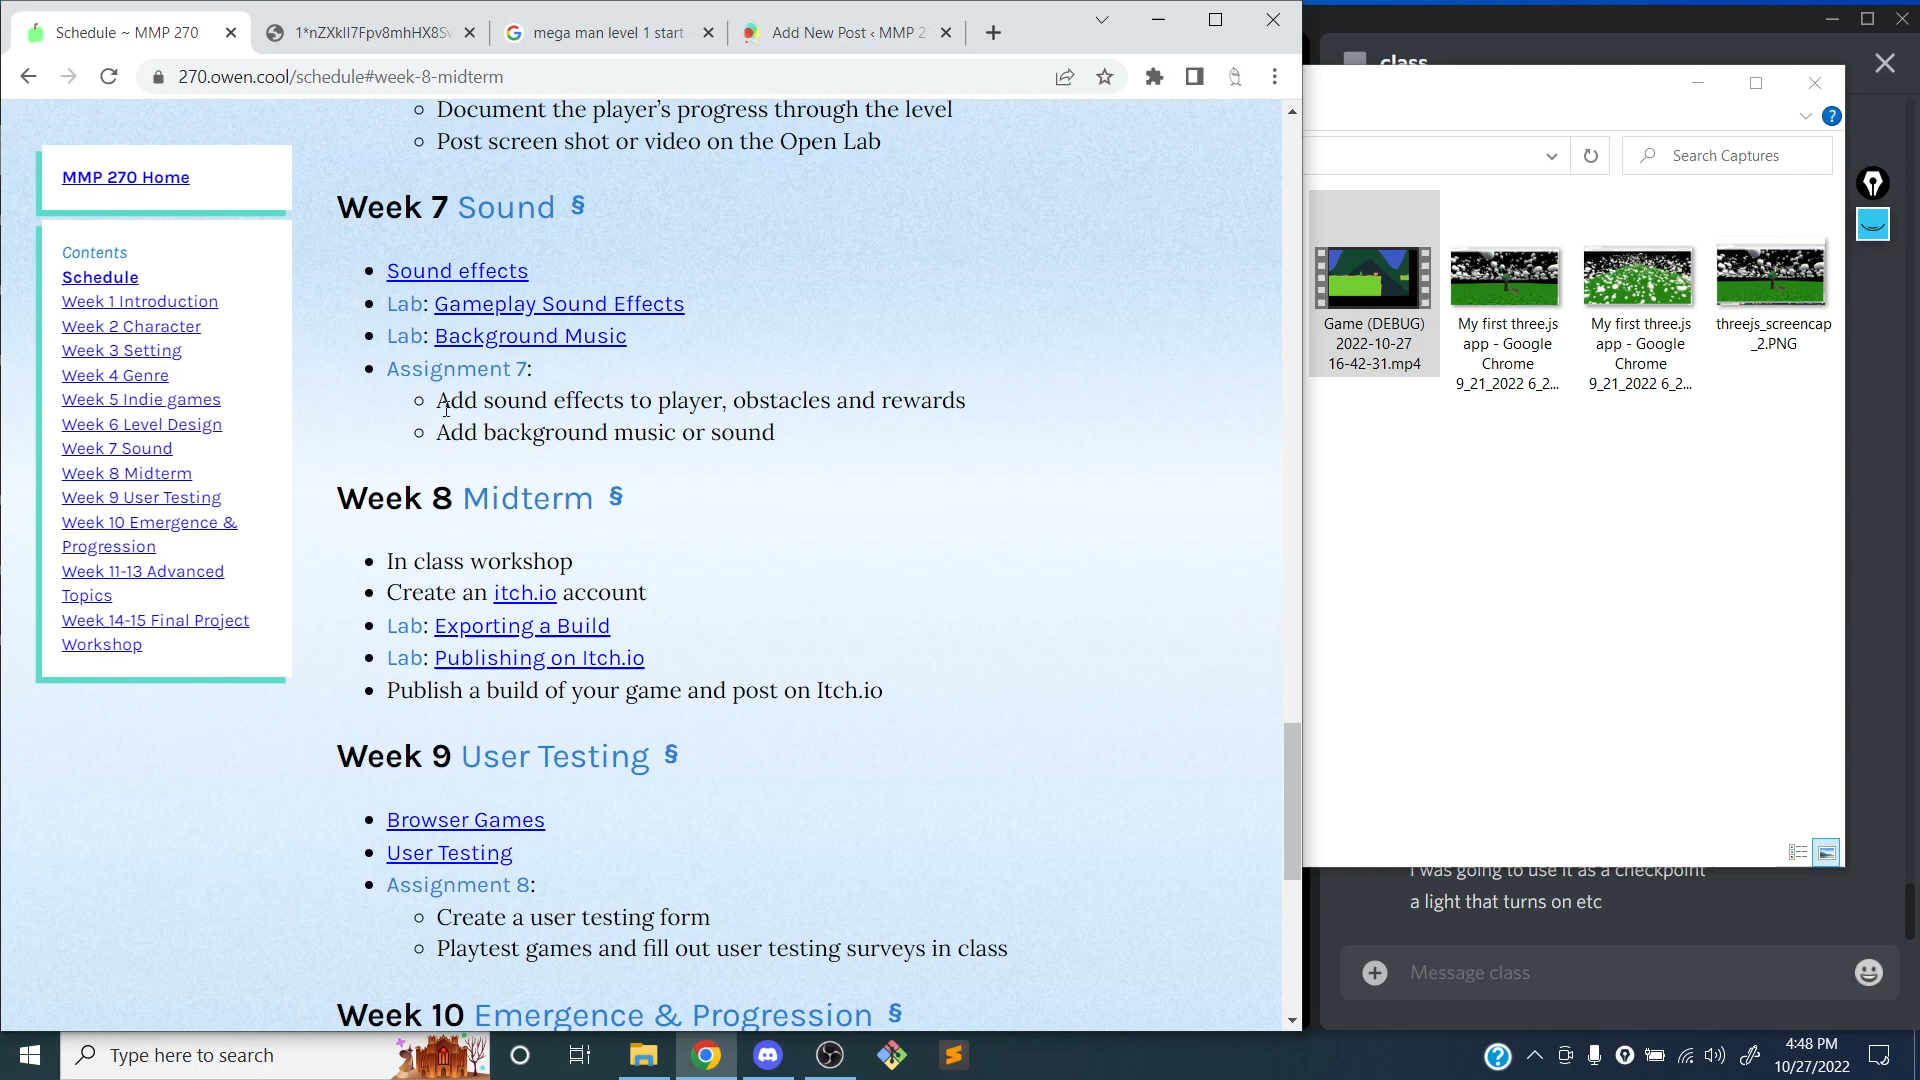 Schedule ~ MMP 270
mega man level 1 start
Add New Post ‹ MMP 2
270.owen.cool/schedule#week-8-midterm
MMP 270 Home
Contents
Schedule
Week 1 Introduction
Week 2 Character
Week 3 Setting
Week 4 Genre
Week 5 Indie games
Week 6 Level Design
Week 7 Sound
Week 8 Midterm
Week 9 User Testing
Week 10 Emergence &
Progression
Week 11-13 Advanced
Topics
Week 14-15 Final Project
Workshop
Document the player's progress through the level
Post screen shot or video on the Open Lab
Week 7 Sound §
Sound effects
Lab: Gameplay Sound Effects
Lab: Background Music
Assignment 7:
Add sound effects to player, obstacles and rewards
Add background music or sound
Week 8 Midterm §
In class workshop
Create an itch.io account
Lab: Exporting a Build
Lab: Publishing on Itch.io
Publish a build of your game and post on Itch.io
Week 9 User Testing §
Browser Games
User Testing
Assignment 8:
Create a user testing form
Playtest games and fill out user testing surveys in class
Week 10 Emergence & Progression §
class
Search Captures
Game (DEBUG)
2022-10-27
16-42-31.mp4
My first three.js
app - Google
Chrome
9_21_2022 6_2...
My first three.js
app - Google
Chrome
9_21_2022 6_2...
threejs_screencap
_2.PNG
I was going to use it as a checkpoint
a light that turns on etc
Message class
Type here to search
4:48 PM
10/27/2022